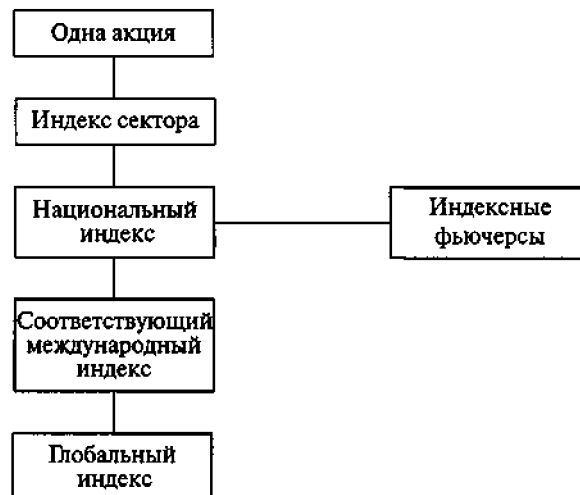 Одна акция
Индекс сектора
Национальный
индекс
Индексные
фьючерсы
Соответствующий
международный
индекс
Глобальный
индекс